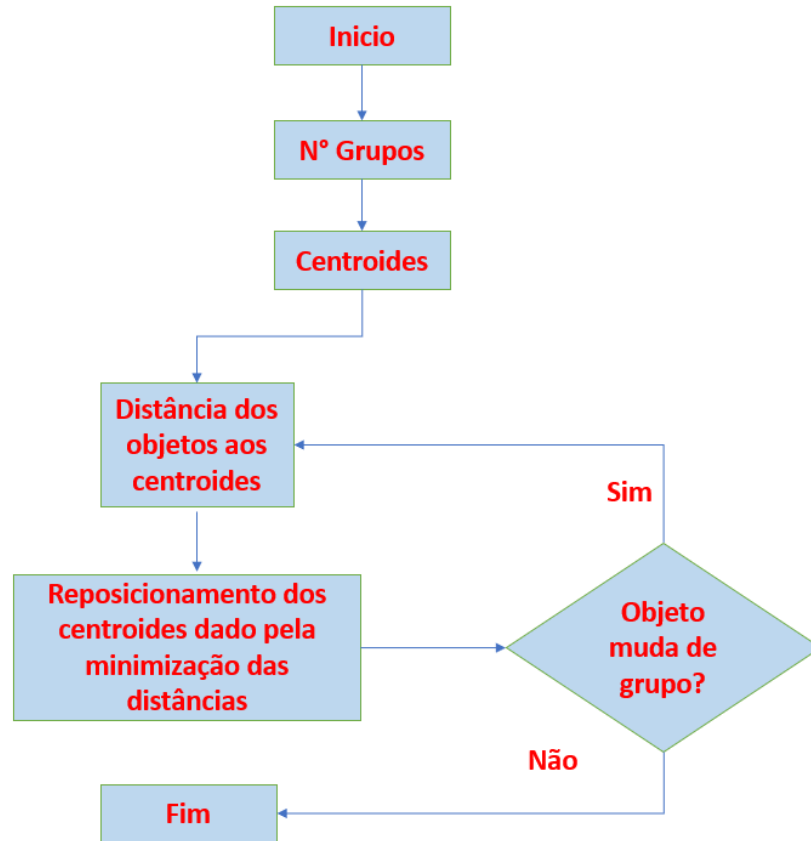 Inicio
N° Grupos
Centroides
Distância dos
objetos aos
centroides
Sim
Reposicionamento dos
centroides dado pela
minimização das
distâncias
Objeto
muda de
grupo?
Não
Fim